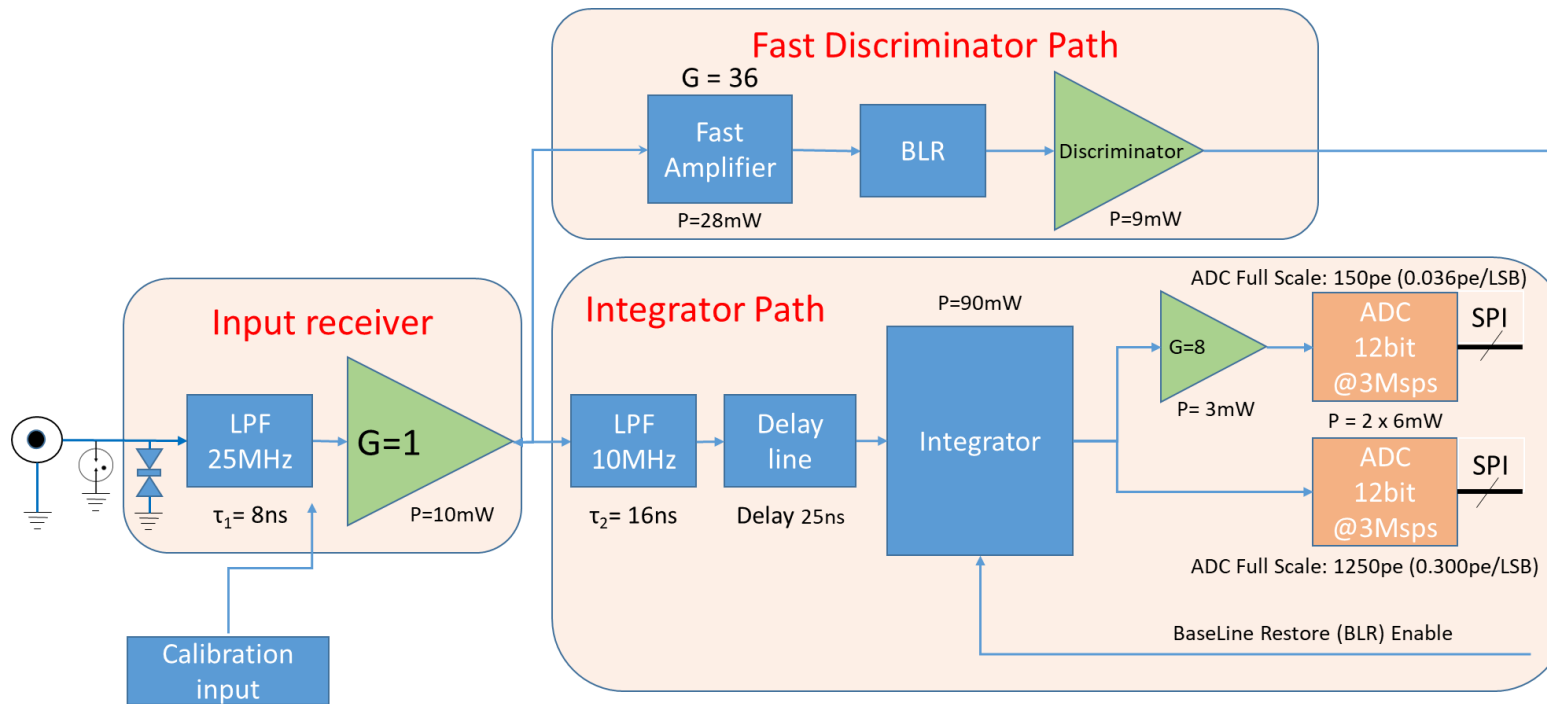 Fast Discriminator Path
G = 36
Fast
Amplifier
P=28mW
BLR
Discriminator
P=9mW
Input receiver
LPF
25MHz
τ₁= 8ns
G=1
P=10mW
Calibration
input
Integrator Path
LPF
10MHz
τ₂= 16ns
Delay
line
Delay 25ns
P=90mW
Integrator
G=8
P= 3mW
ADC Full Scale: 150pe (0.036pe/LSB)
ADC
12bit
@3Msps
SPI
P = 2 x 6mW
ADC
12bit
@3Msps
SPI
ADC Full Scale: 1250pe (0.300pe/LSB)
BaseLine Restore (BLR) Enable